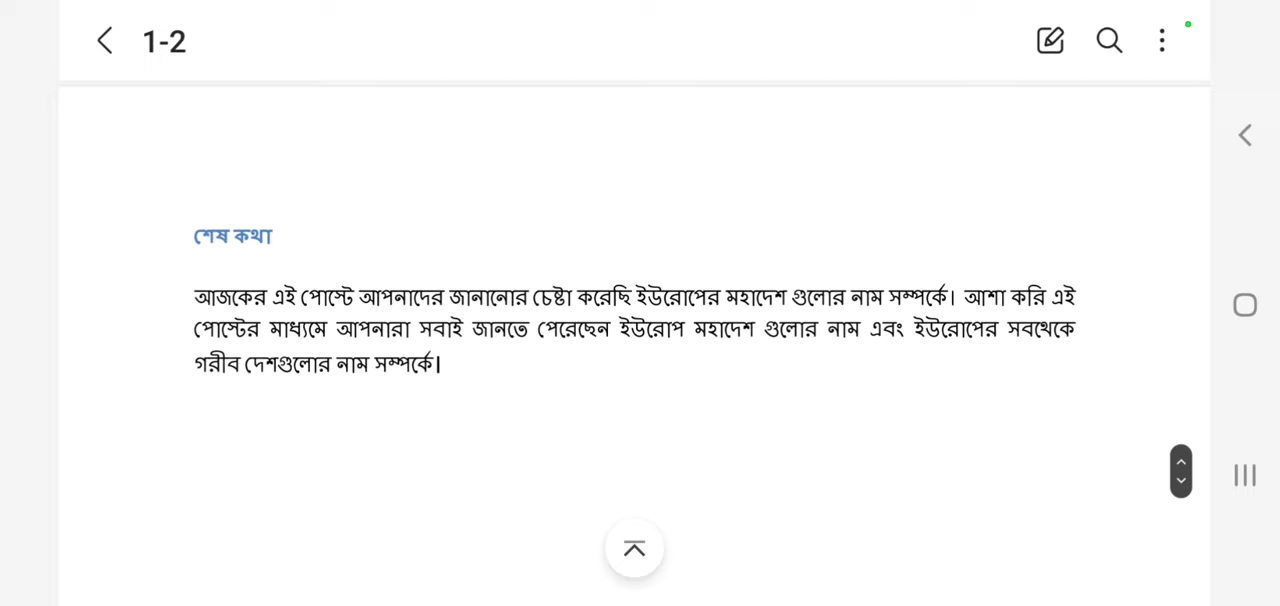 1-2
শেষ কথা
আজকের এই পোস্টে আপনাদের জানানোর চেষ্টা করেছি ইউরোপের মহাদেশ গুলোর নাম সম্পর্কে। আশা করি এই
পোস্টের মাধ্যমে আপনারা সবাই জানতে পেরেছেন ইউরোপ মহাদেশ গুলোর নাম এবং ইউরোপের সবথেকে
গরীব দেশগুলোর নাম সম্পর্কে।